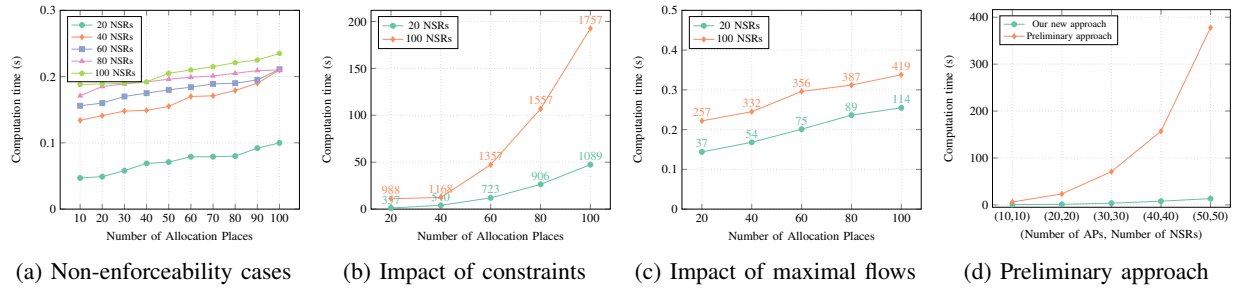 0.3
0.2
0.1
0
Computation time (s)
20 NSRs
40 NSRs
60 NSRs
80 NSRs
100 NSRs
10 20 30 40 50 60 70 80 90 100
Number of Allocation Places
(a) Non-enforceability cases
200
150
100
50
0
Computation time (s)
20 NSRs
100 NSRs
988 1168 1357 1557 1757
540 723 906 1089
20 40 60 80 100
Number of Allocation Places
(b) Impact of constraints
0.5
0.4
0.3
0.2
0.1
0
Computation time (s)
20 NSRs
100 NSRs
257 332 356 387 419
37 54 75 89 114
20 40 60 80 100
Number of Allocation Places
(c) Impact of maximal flows
400
300
200
100
0
Computation time (s)
Our new approach
Preliminary approach
(10,10) (20,20) (30,30) (40,40) (50,50)
(Number of APs, Number of NSRs)
(d) Preliminary approach